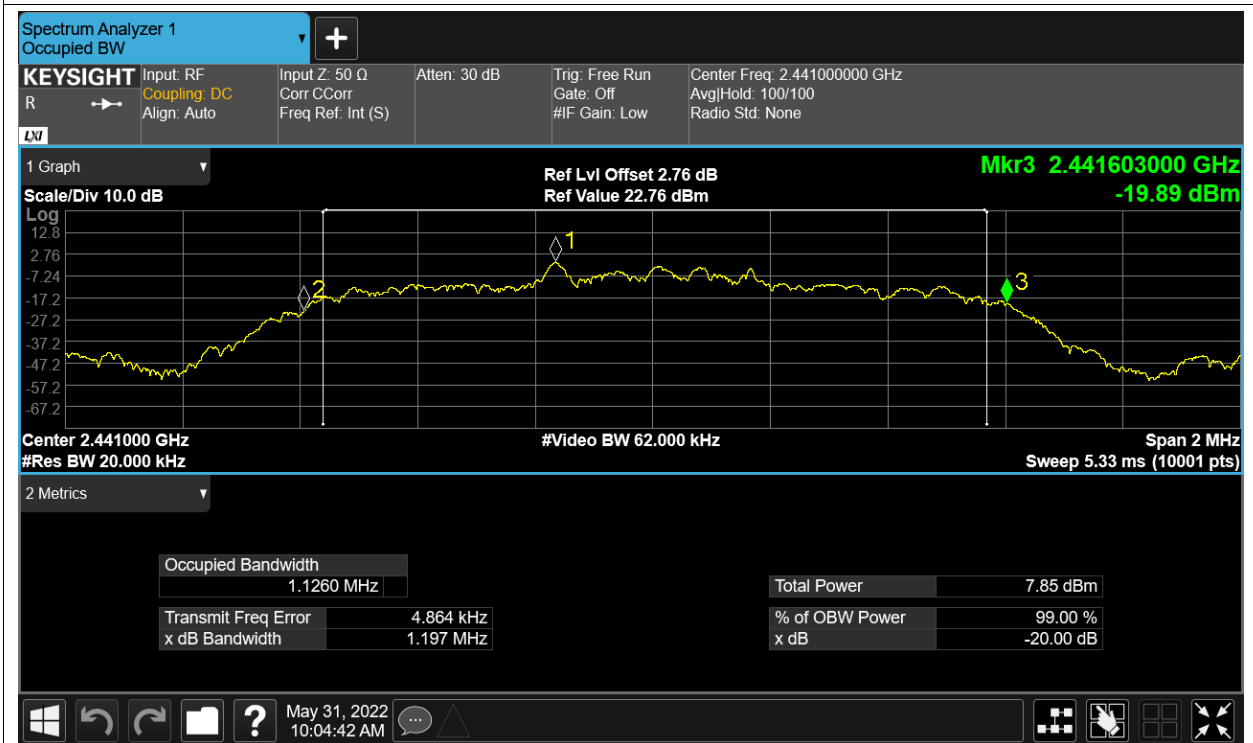 Spectrum Analyzer 1
Occupied BW
KEYSIGHT
R
LXI
Input: RF
Coupling: DC
Align: Auto
Input Z: 50 Ω
Corr CCorr
Freq Ref: Int (S)
Atten: 30 dB
Trig: Free Run
Gate: Off
#IF Gain: Low
Center Freq: 2.441000000 GHz
Avg|Hold: 100/100
Radio Std: None
1 Graph
Scale/Div 10.0 dB
Ref Lvl Offset 2.76 dB
Ref Value 22.76 dBm
Mkr3 2.441603000 GHz
-19.89 dBm
Log
12.8
2.76
-7.24
-17.2
-27.2
-37.2
-47.2
-57.2
-67.2
1
2
3
Center 2.441000 GHz
#Res BW 20.000 kHz
#Video BW 62.000 kHz
Span 2 MHz
Sweep 5.33 ms (10001 pts)
2 Metrics
Occupied Bandwidth
1.1260 MHz
Transmit Freq Error 4.864 kHz
x dB Bandwidth 1.197 MHz
Total Power 7.85 dBm
% of OBW Power 99.00 %
x dB -20.00 dB
?
May 31, 2022
10:04:42 AM